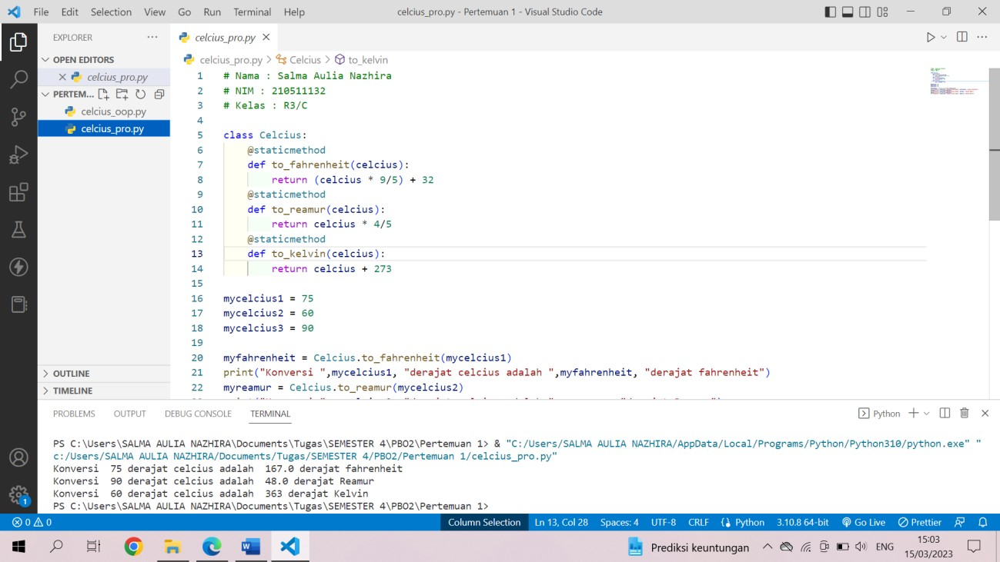 File Edit Selection View Go Run Terminal Help celcius_pro.py - Pertemuan 1 - Visual Studio Code
EXPLORER ···
OPEN EDITORS
celcius_pro.py
PERTEM...
celcius_oop.py
celcius_pro.py
OUTLINE
TIMELINE
celcius_pro.py
celcius_pro.py > Celcius > to_kelvin
1 # Nama : Salma Aulia Nazhira
2 # NIM : 210511132
3 # Kelas : R3/C
4
5 class Celcius:
6 @staticmethod
7 def to_fahrenheit(celcius):
8 return (celcius * 9/5) + 32
9 @staticmethod
10 def to_reamur(celcius):
11 return celcius * 4/5
12 @staticmethod
13 def to_kelvin(celcius):
14 return celcius + 273
15
16 mycelcius1 = 75
17 mycelcius2 = 60
18 mycelcius3 = 90
19
20 myfahrenheit = Celcius.to_fahrenheit(mycelcius1)
21 print("Konversi ",mycelcius1, "derajat celcius adalah ",myfahrenheit, "derajat fahrenheit")
22 myreamur = Celcius.to_reamur(mycelcius2)
PROBLEMS OUTPUT DEBUG CONSOLE TERMINAL Python
PS C:\Users\SALMA AULIA NAZHIRA\Documents\Tugas\SEMESTER 4\PBO2\Pertemuan 1> & "C:/Users/SALMA AULIA NAZHIRA/AppData/Local/Programs/Python/Python310/python.exe" "
c:/Users/SALMA AULIA NAZHIRA/Documents/Tugas/SEMESTER 4/PBO2/Pertemuan 1/celcius_pro.py"
Konversi  75 derajat celcius adalah  167.0 derajat fahrenheit
Konversi  90 derajat celcius adalah  48.0 derajat Reamur
Konversi  60 derajat celcius adalah  363 derajat Kelvin
PS C:\Users\SALMA AULIA NAZHIRA\Documents\Tugas\SEMESTER 4\PBO2\Pertemuan 1>
1
0 0 Column Selection Ln 13, Col 28 Spaces: 4 UTF-8 CRLF Python 3.10.8 64-bit Go Live Prettier
Prediksi keuntungan ENG 15:03
15/03/2023